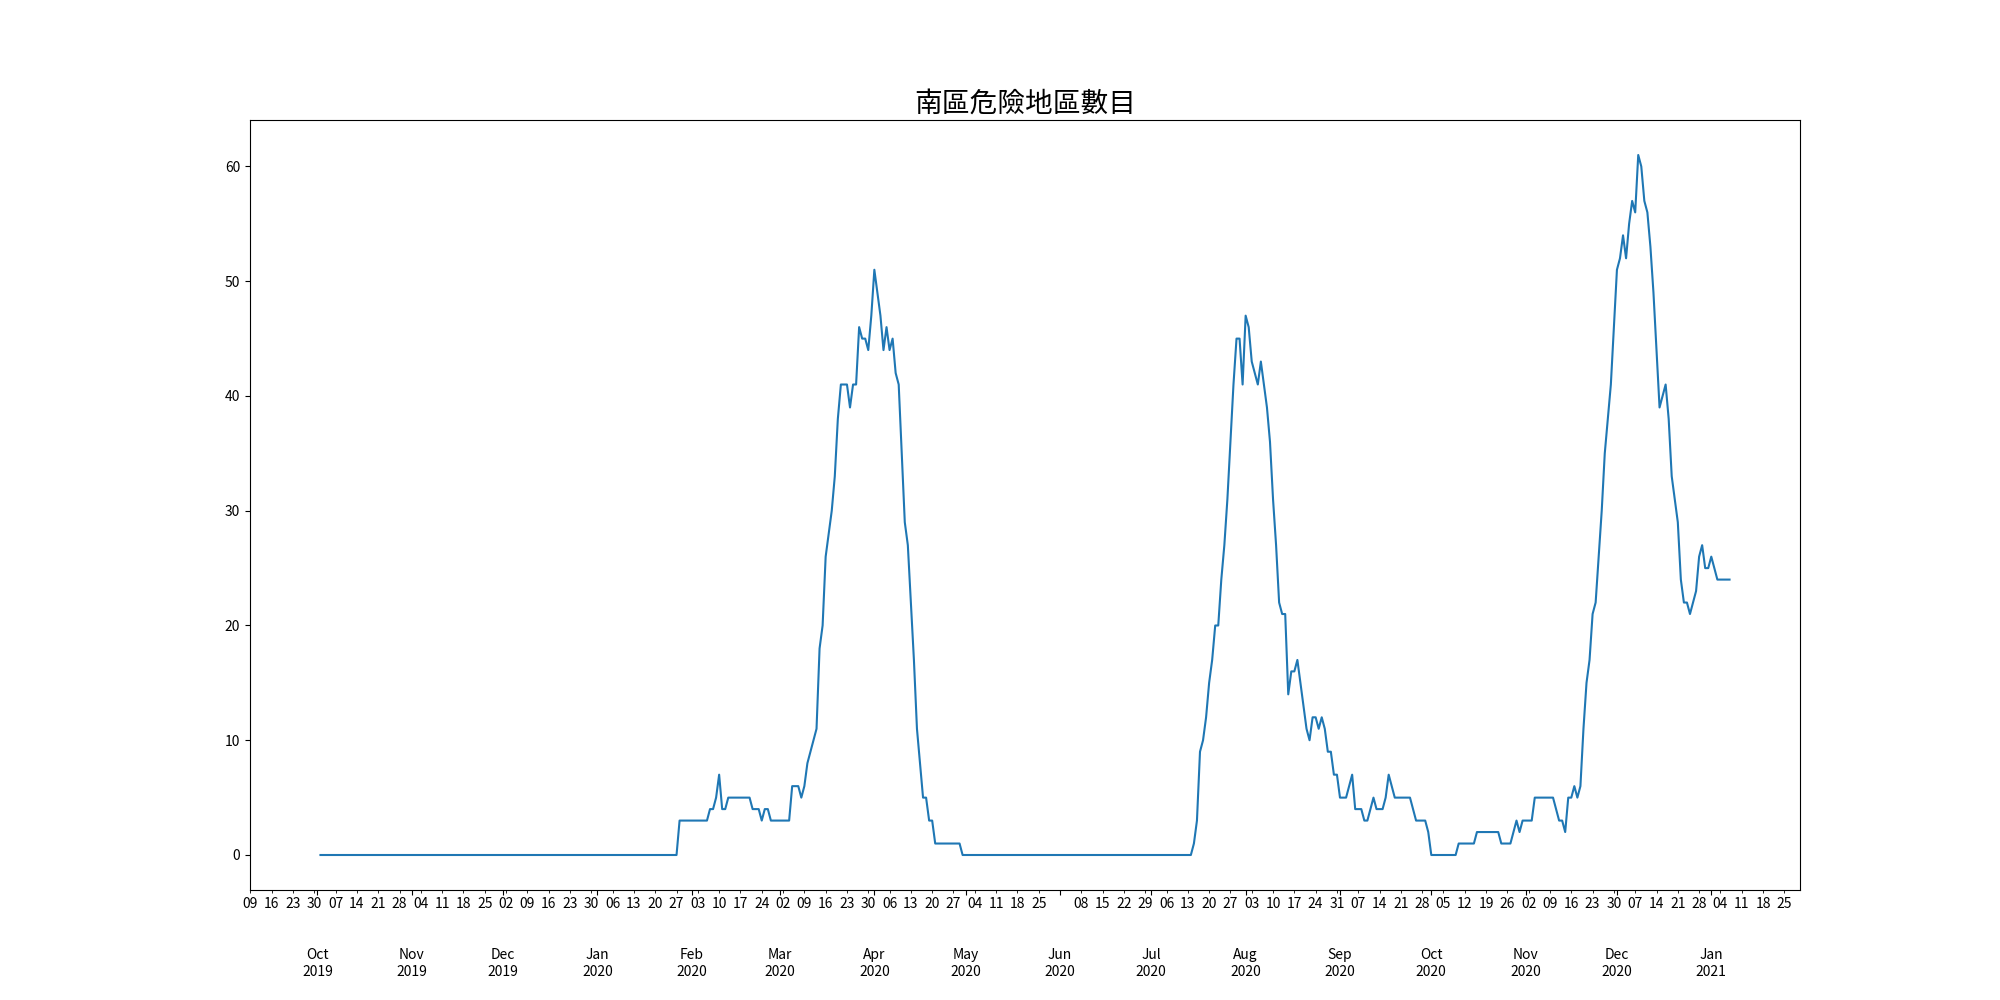 南區危險地區數目
60
50
40
30
20
10
0
09 16 23 30 07 14 21 28 04 11 18 25 02 09 16 23 30 06 13 20 27 03 10 17 24 02 09 16 23 30 06 13 20 27 04 11 18 25 08 15 22 29 06 13 20 27 03 10 17 24 31 07 14 21 28 05 12 19 26 02 09 16 23 30 07 14 21 28 04 11 18 25
Oct Nov Dec Jan Feb Mar Apr May Jun Jul Aug Sep Oct Nov Dec Jan
2019 2019 2019 2020 2020 2020 2020 2020 2020 2020 2020 2020 2020 2020 2020 2021